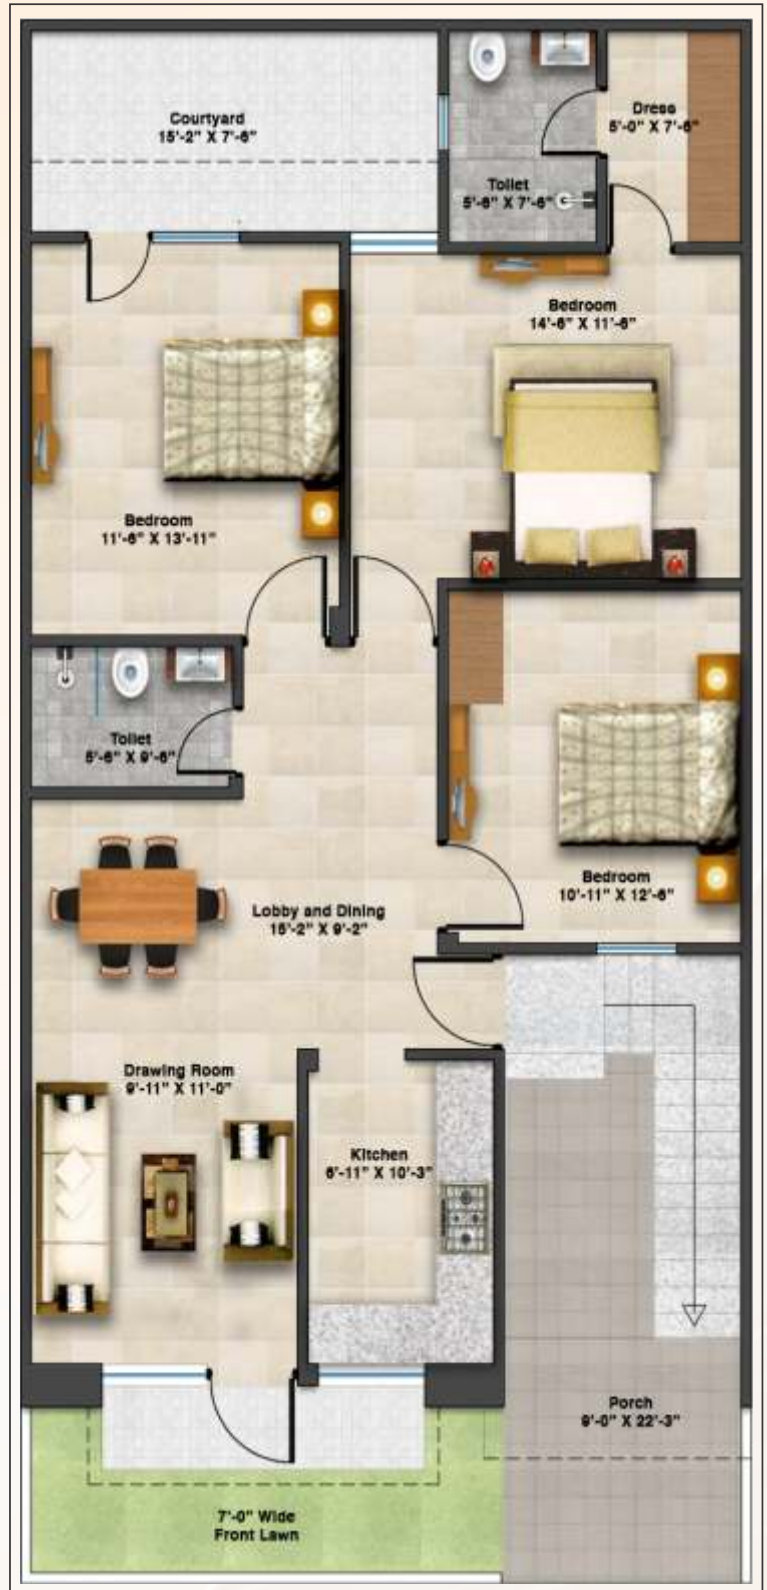 Courtyard
15'-2" X 7'-6"
Dress
5'-0" X 7'-6"
Toilet
5'-6" X 7'-6"
Bedroom
14'-6" X 11'-6"
Bedroom
11'-6" X 13'-11"
Toilet
5'-6" X 9'-6"
Bedroom
10'-11" X 12'-6"
Lobby and Dining
15'-2" X 9'-2"
Drawing Room
9'-11" X 11'-0"
Kitchen
6'-11" X 10'-3"
Porch
9'-0" X 22'-3"
7'-0" Wide
Front Lawn